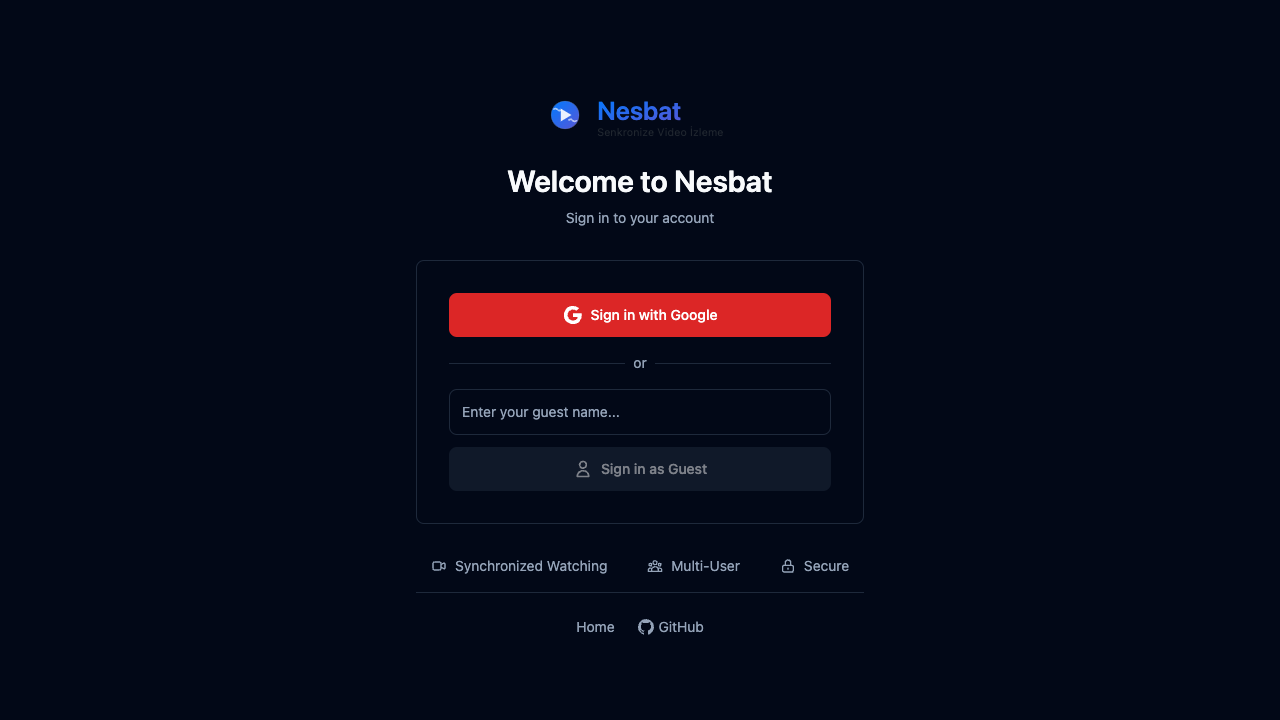 Nesbat
Senkronize Video İzleme
Welcome to Nesbat
Sign in to your account
Sign in with Google
or
Enter your guest name...
Sign in as Guest
Synchronized Watching
Multi-User
Secure
Home
GitHub